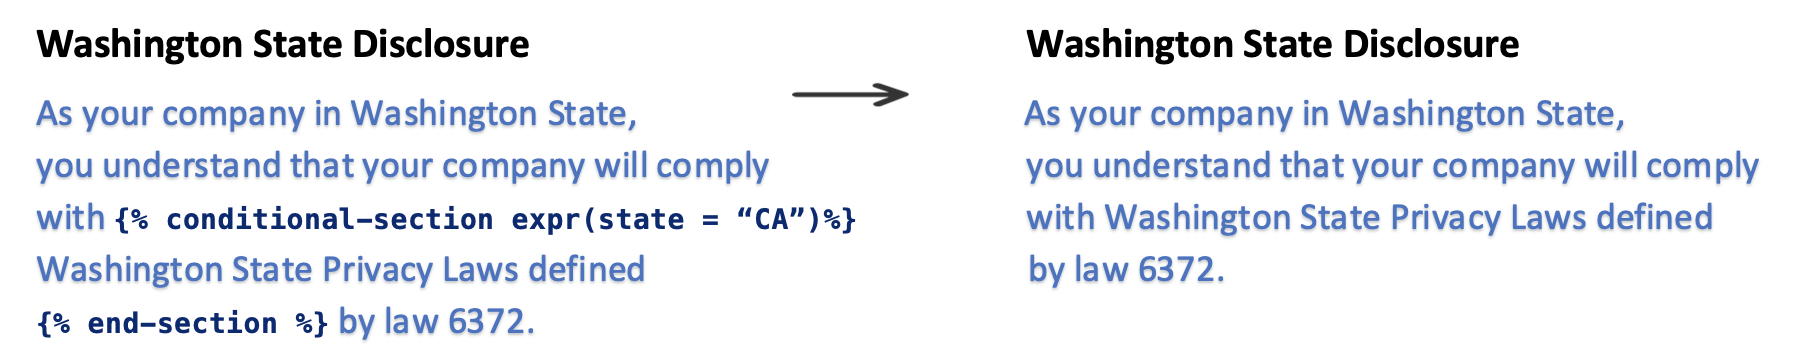 Washington State Disclosure
As your company in Washington State,
you understand that your company will comply
with {% conditional-section expr(state = “CA”)%}
Washington State Privacy Laws defined
{% end-section %} by law 6372.
Washington State Disclosure
As your company in Washington State,
you understand that your company will comply
with Washington State Privacy Laws defined
by law 6372.